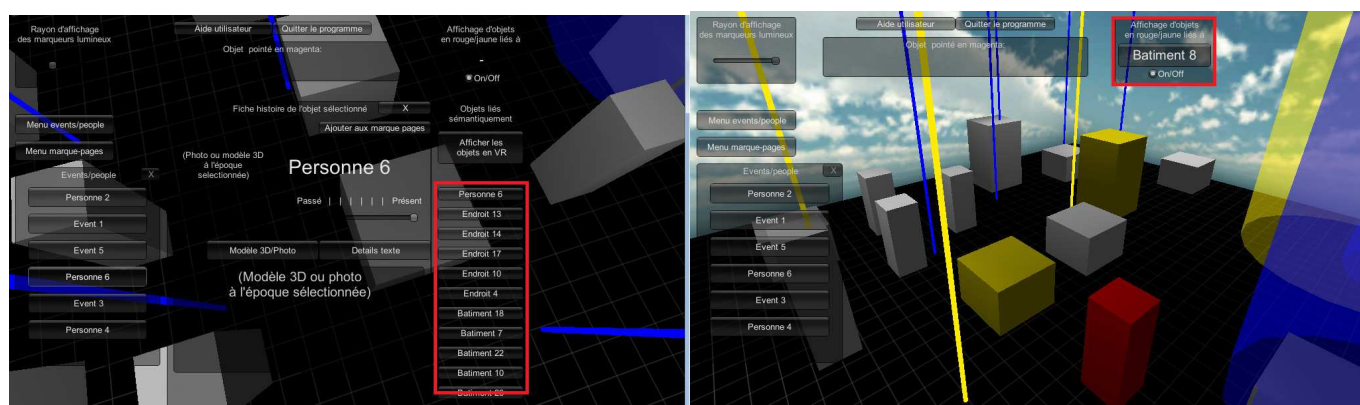 Rayon d'affichage
des marqueurs lumineux
Aide utilisateur
Quitter le programme
Objet pointé en magenta:
Affichage d'objets
en rouge/jaune liés à
-
On/Off
Fiche histoire de l'objet sélectionné
X
Ajouter aux marque pages
Objets liés
sémantiquement
Afficher les
objets en VR
Menu events/people
Menu marque-pages
Events/people
X
Personne 2
Event 1
Event 5
Personne 6
Event 3
Personne 4
(Photo ou modèle 3D
à l'époque
selectionnée)
Personne 6
Passé | | | | | | Présent
Modèle 3D/Photo
Details texte
(Modèle 3D ou photo
à l'époque sélectionnée)
Personne 6
Endroit 13
Endroit 14
Endroit 17
Endroit 10
Endroit 4
Batiment 18
Batiment 7
Batiment 22
Batiment 10
Batiment 20
Rayon d'affichage
des marqueurs lumineux
Aide utilisateur
Quitter le programme
Objet pointé en magenta:
Affichage d'objets
en rouge/jaune liés á
Batiment 8
On/Off
Menu events/people
Menu marque-pages
Events/people
X
Personne 2
Event 1
Event 5
Personne 6
Event 3
Personne 4